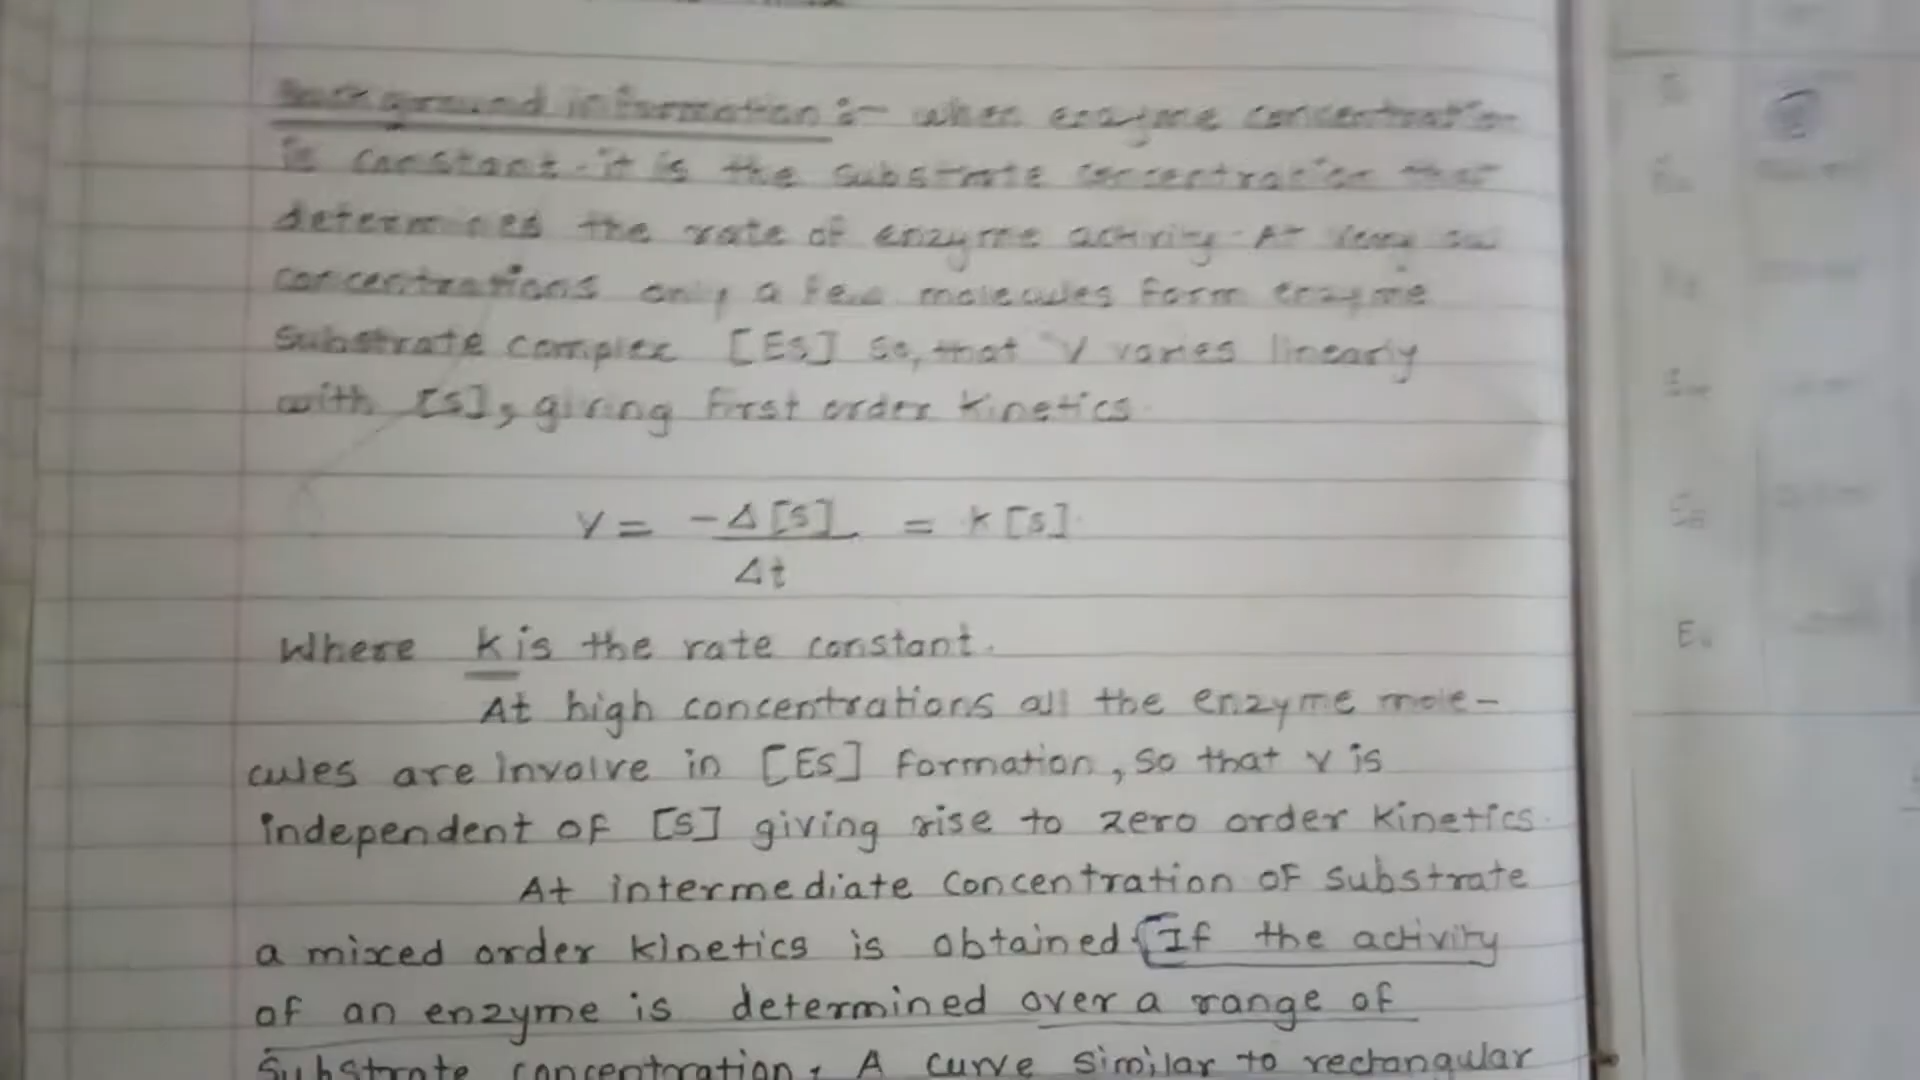 Background information :- when enzyme concentration
is constant. it is the substrate concentration that
determines the rate of enzyme activity. At very
concentrations only a few molecules form enzyme
substrate complex [Es] so, that V varies linearly
with [s], giving first order kinetics.
V = -Δ[s] = k[s].
Δt
Where k is the rate constant.
At high concentrations all the enzyme mole-
cules are involve in [Es] formation, so that v is
independent of [s] giving rise to zero order kinetics.
At intermediate concentration of substrate
a mixed order kinetics is obtained. [If the activity
of an enzyme is determined over a range of
substrate concentration, A curve similar to rectangular